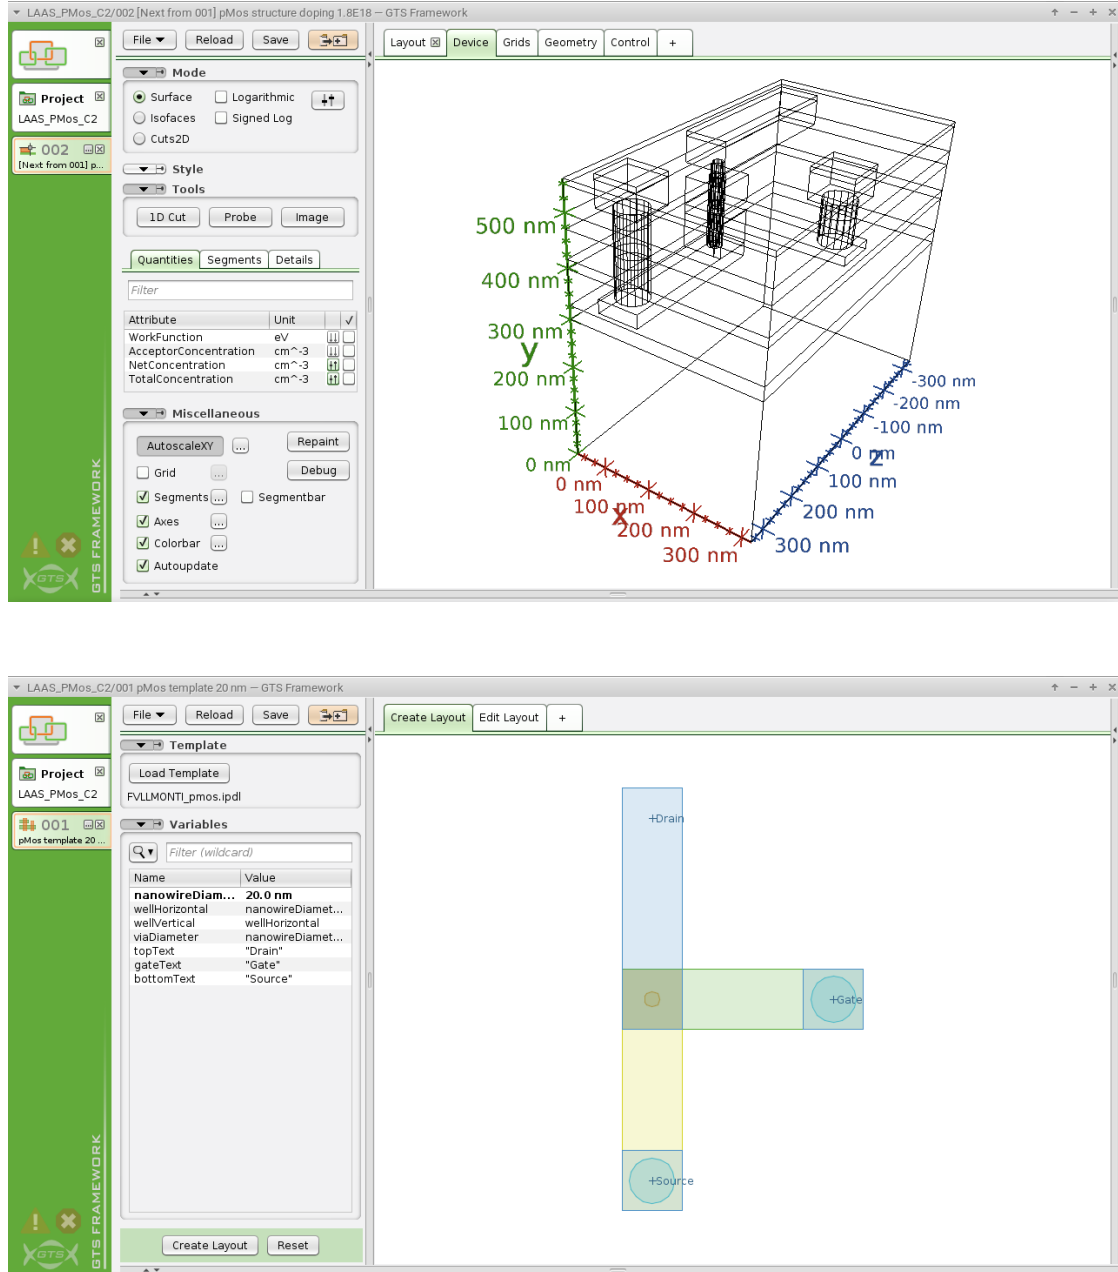 LAAS_PMos_C2/002 [Next from 001] pMos structure doping 1.8E18 — GTS Framework
File Reload Save
Layout Device Grids Geometry Control +
Project
LAAS_PMos_C2
002
[Next from 001] p...
GTS FRAMEWORK
GTS
Mode
Surface Logarithmic
Isofaces Signed Log
Cuts2D
Style
Tools
1D Cut Probe Image
Quantities Segments Details
Filter
Attribute Unit
WorkFunction eV
AcceptorConcentration cm^-3
NetConcentration cm^-3
TotalConcentration cm^-3
Miscellaneous
AutoscaleXY ... Repaint
Grid ... Debug
Segments ... Segmentbar
Axes ...
Colorbar ...
Autoupdate
500 nm
400 nm
300 nm
y
200 nm
100 nm
0 nm
0 nm
100 nm
x
200 nm
300 nm
-300 nm
-200 nm
-100 nm
0 nm
z
100 nm
200 nm
300 nm
LAAS_PMos_C2/001 pMos template 20 nm — GTS Framework
File Reload Save
Create Layout Edit Layout +
Project
LAAS_PMos_C2
001
pMos template 20 ...
GTS FRAMEWORK
GTS
Template
Load Template
FVLLMONTI_pmos.ipdl
Variables
Filter (wildcard)
Name Value
nanowireDiam... 20.0 nm
wellHorizontal nanowireDiamet...
wellVertical wellHorizontal
viaDiameter nanowireDiamet...
topText "Drain"
gateText "Gate"
bottomText "Source"
Create Layout Reset
+Drain
+Gate
+Source